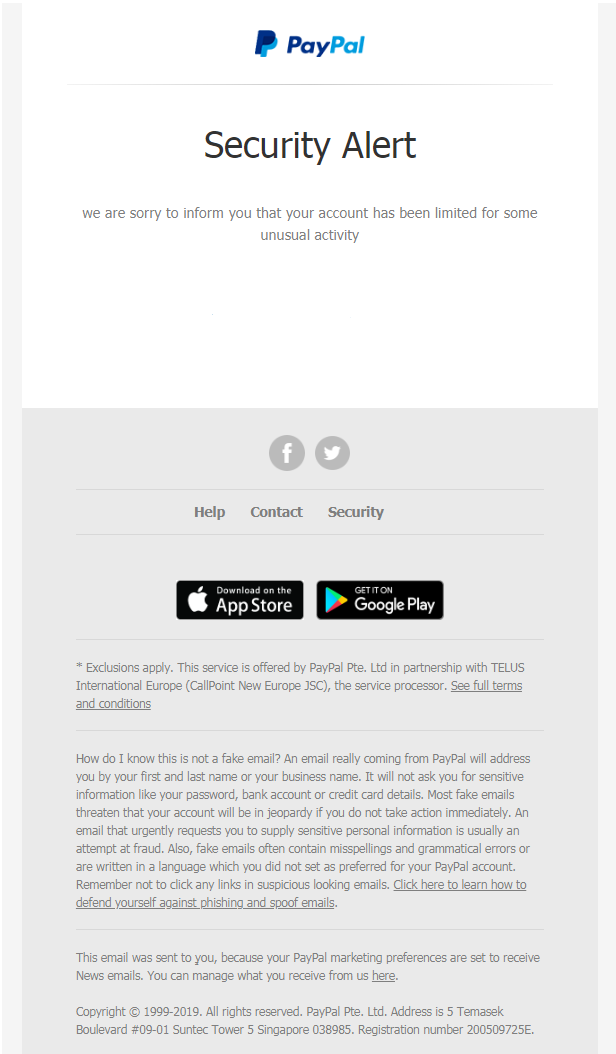 PayPal
Security Alert
we are sorry to inform you that your account has been limited for some
unusual activity
Help Contact Security
Download on the
App Store
GET IT ON
Google Play
* Exclusions apply. This service is offered by PayPal Pte. Ltd in partnership with TELUS
International Europe (CallPoint New Europe JSC), the service processor. See full terms
and conditions
How do I know this is not a fake email? An email really coming from PayPal will address
you by your first and last name or your business name. It will not ask you for sensitive
information like your password, bank account or credit card details. Most fake emails
threaten that your account will be in jeopardy if you do not take action immediately. An
email that urgently requests you to supply sensitive personal information is usually an
attempt at fraud. Also, fake emails often contain misspellings and grammatical errors or
are written in a language which you did not set as preferred for your PayPal account.
Remember not to click any links in suspicious looking emails. Click here to learn how to
defend yourself against phishing and spoof emails.
This email was sent to you, because your PayPal marketing preferences are set to receive
News emails. You can manage what you receive from us here.
Copyright © 1999-2019. All rights reserved. PayPal Pte. Ltd. Address is 5 Temasek
Boulevard #09-01 Suntec Tower 5 Singapore 038985. Registration number 200509725E.